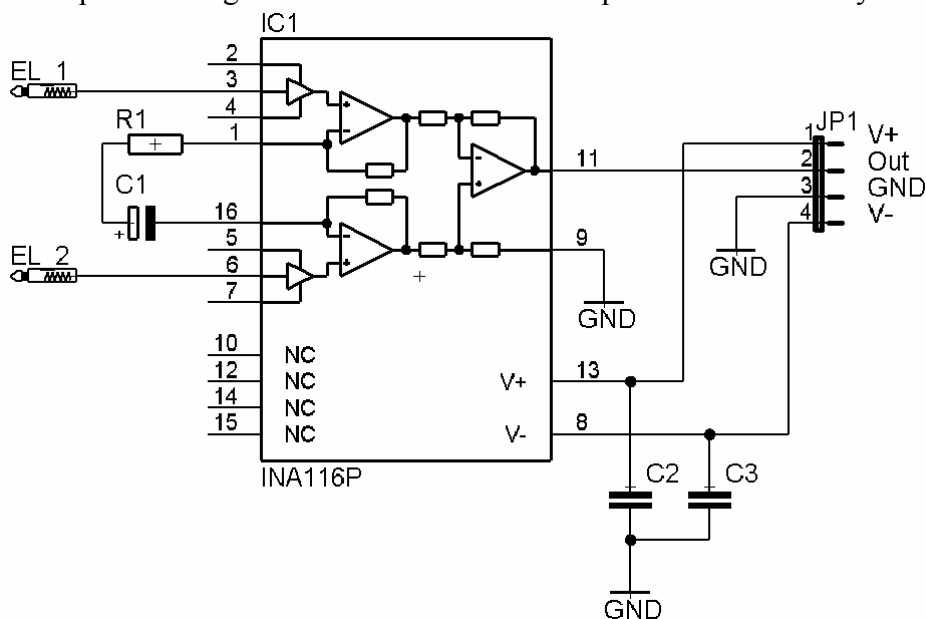 IC1
EL_1
2
3
4
1
R1
C1
+
16
EL_2
5
6
7
10 NC
12 NC
14 NC
15 NC
INA116P
11
9
GND
V+ 13
V- 8
JP1
1 V+
2 Out
3 GND
4 V-
GND
C2
C3
GND